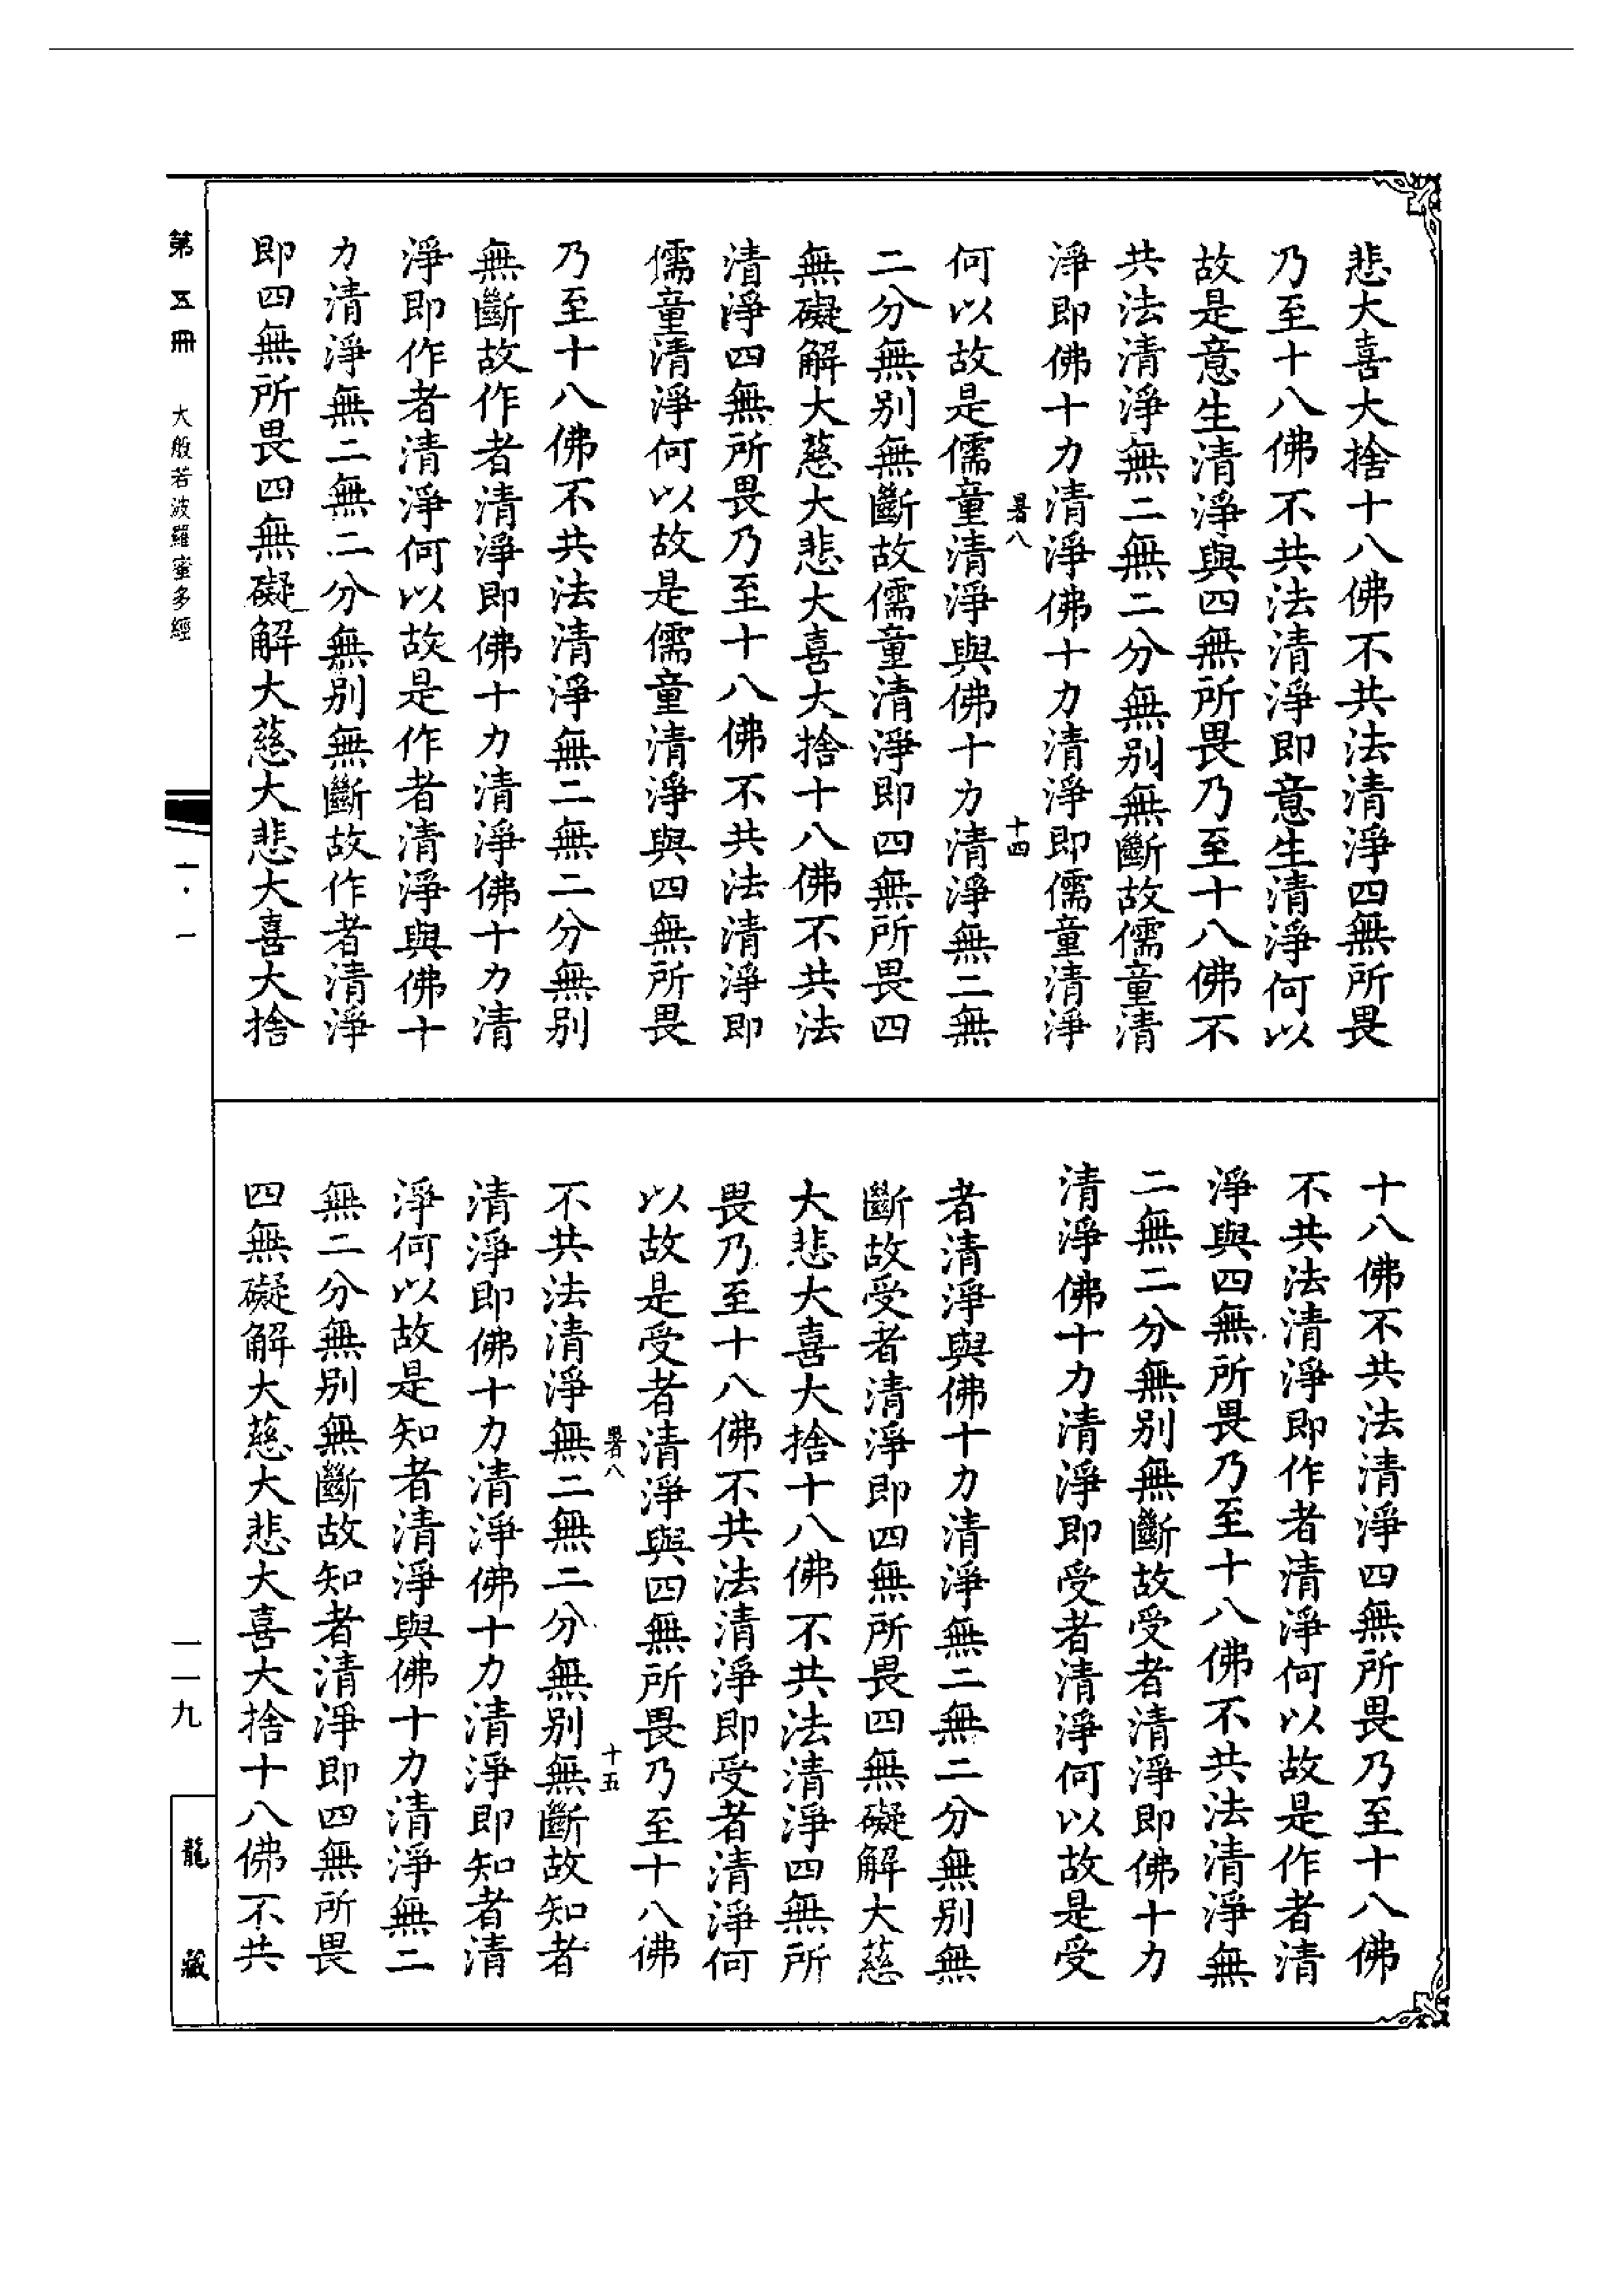 悲大喜大捨十八佛不共法清淨四無所畏
乃至十八佛不共法清淨即意生清淨何以
故是意生清淨與四無所畏乃至十八佛不
共法清淨無二無二分無別無斷故儒童清
淨即佛十力清淨佛十力清淨即儒童清淨
暑八
十四
何以故是儒童清淨與佛十力清淨無二無
二分無別無斷故儒童清淨即四無所畏四
無礙解大慈大悲大喜大捨十八佛不共法
清淨四無所畏乃至十八佛不共法清淨即
儒童清淨何以故是儒童清淨與四無所畏
乃至十八佛不共法清淨無二無二分無別
無斷故作者清淨即佛十力清淨佛十力清
淨即作者清淨何以故是作者清淨與佛十
力清淨無二無二分無別無斷故作者清淨
即四無所畏四無礙解大慈大悲大喜大捨
十八佛不共法清淨四無所畏乃至十八佛
不共法清淨即作者清淨何以故是作者清
淨與四無所畏乃至十八佛不共法清淨無
二無二分無別無斷故受者清淨即佛十力
清淨佛十力清淨即受者清淨何以故是受
者清淨與佛十力清淨無二無二分無別無
斷故受者清淨即四無所畏四無礙解大慈
大悲大喜大捨十八佛不共法清淨四無所
畏乃至十八佛不共法清淨即受者清淨何
以故是受者清淨與四無所畏乃至十八佛
暑八
十五
不共法清淨無二無二分無別無斷故知者
清淨即佛十力清淨佛十力清淨即知者清
淨何以故是知者清淨與佛十力清淨無二
無二分無別無斷故知者清淨即四無所畏
四無礙解大慈大悲大喜大捨十八佛不共
第五冊
大般若波羅蜜多經
一·一
一一九
龍藏